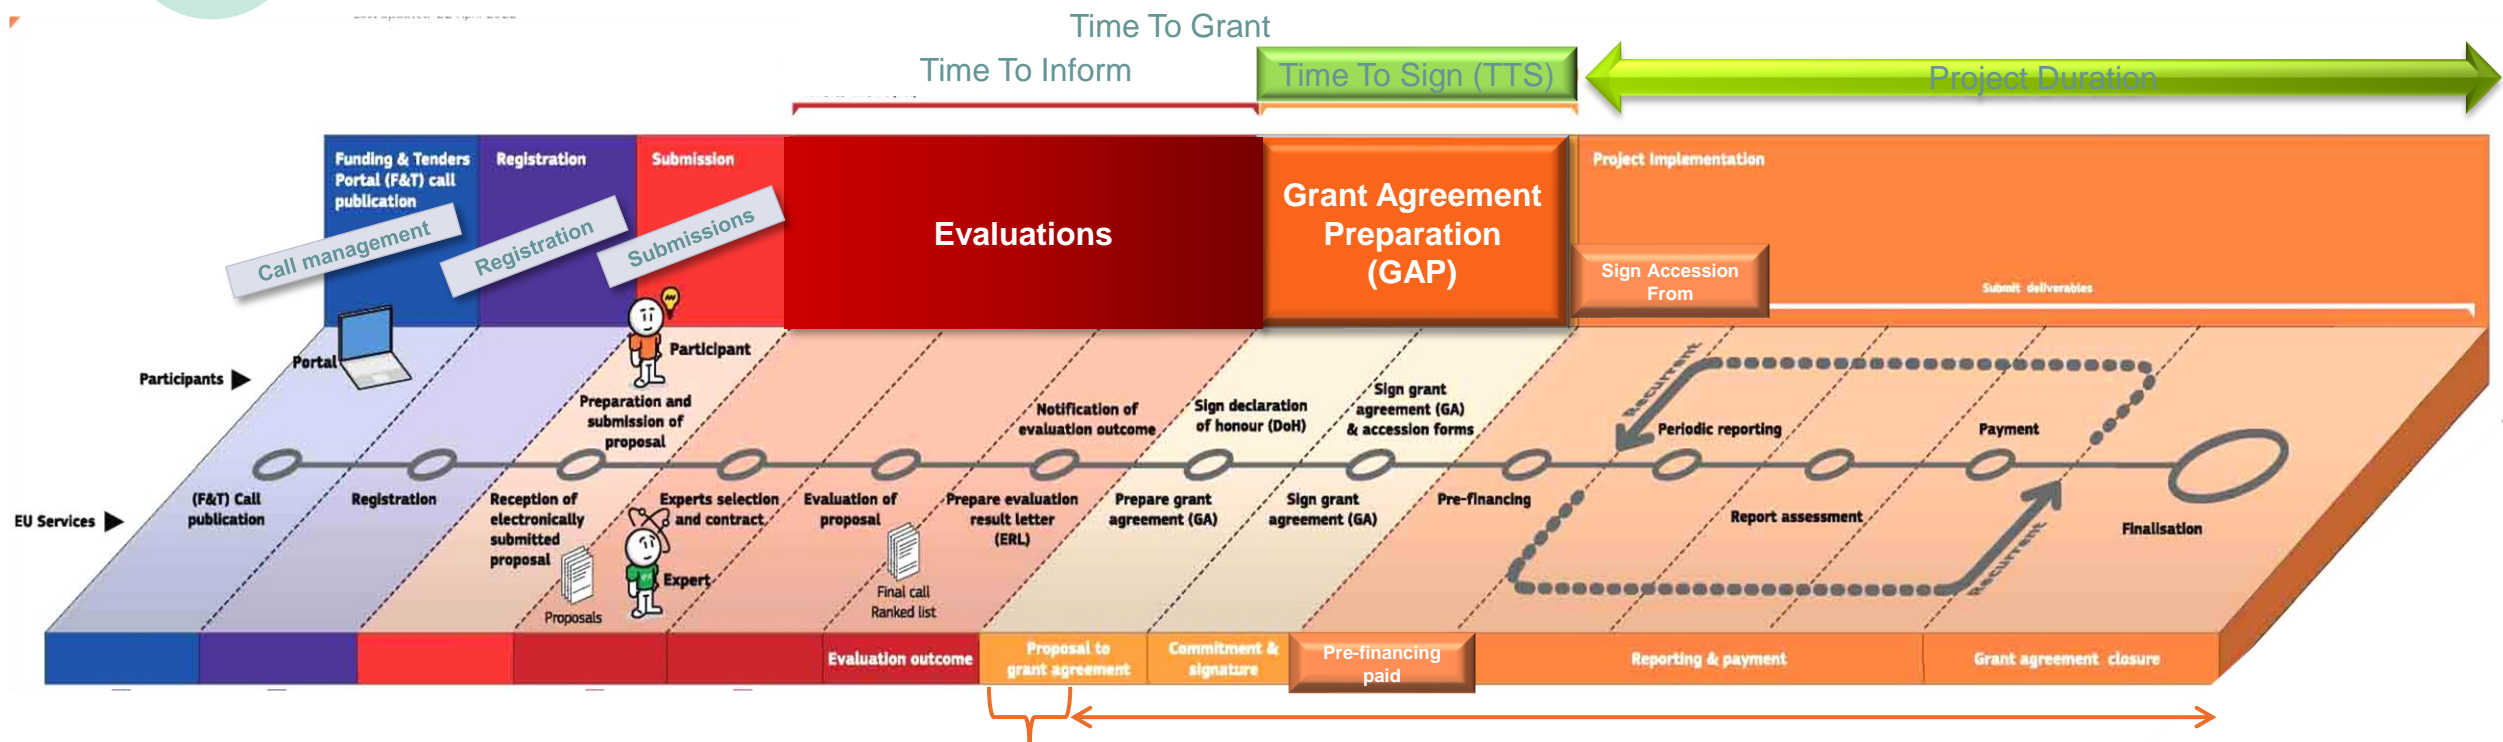 Time To Grant
Time To Inform
Time To Sign (TTS)
Project Duration
Funding & Tenders
Portal (F&T) call
publication
Registration
Submission
Evaluations
Grant Agreement
Preparation
(GAP)
Project Implementation
Call management
Registration
Submissions
Sign Accession
From
Submit deliverables
Participants
Portal
Participant
Preparation and
submission of
proposal
Notification of
evaluation outcome
Sign declaration
of honour (DoH)
Sign grant
agreement (GA)
& accession forms
Recurrent
Periodic reporting
Payment
EU Services
(F&T) Call
publication
Registration
Reception of
electronically
submitted
proposal
Proposals
Experts selection
and contract
Expert
Evaluation of
proposal
Final call
Ranked list
Prepare evaluation
result letter
(ERL)
Prepare grant
agreement (GA)
Sign grant
agreement (GA)
Pre-financing
Report assessment
Recurrent
Finalisation
Evaluation outcome
Proposal to
grant agreement
Commitment &
signature
Pre-financing
paid
Reporting & payment
Grant agreement closure